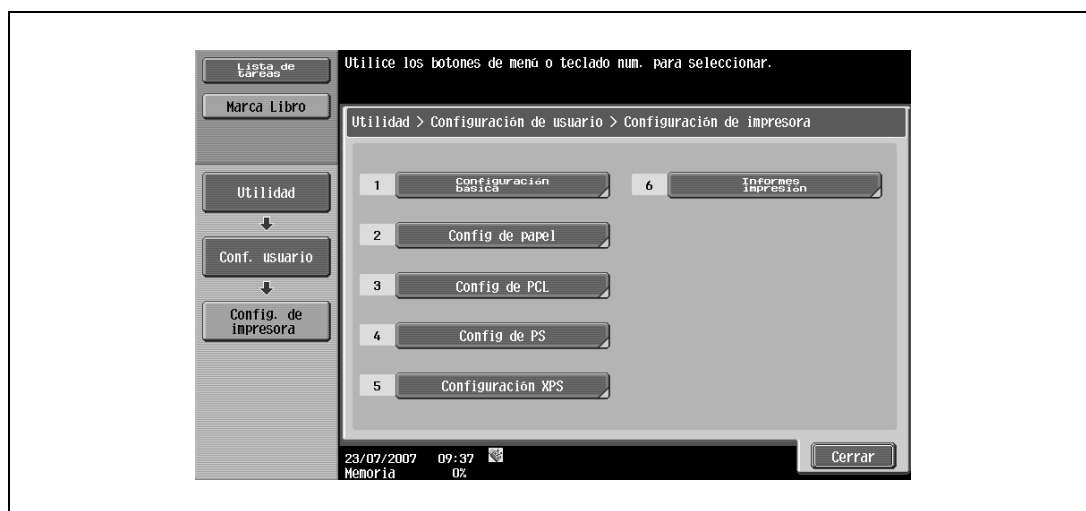 Lista de
tareas
Marca Libro
Utilidad
Conf. usuario
Config. de
impresora
Utilice los botones de menú o teclado num. para seleccionar.
Utilidad > Configuración de usuario > Configuración de impresora
1 Configuración
básica
2 Config de papel
3 Config de PCL
4 Config de PS
5 Configuración XPS
6 Informes
impresión
23/07/2007 09:37
Memoria 0%
Cerrar